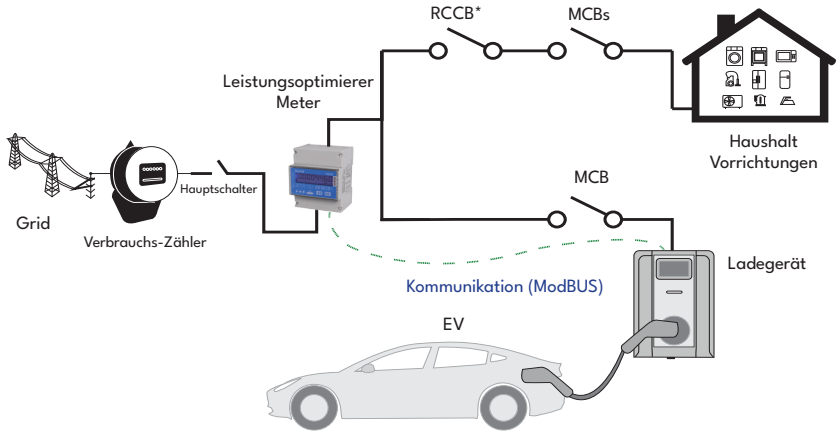 RCCB*
MCBs
Leistungsoptimierer
Meter
Haushalt
Vorrichtungen
Hauptschalter
MCB
Grid
Verbrauchs-Zähler
Ladegerät
Kommunikation (ModBUS)
EV